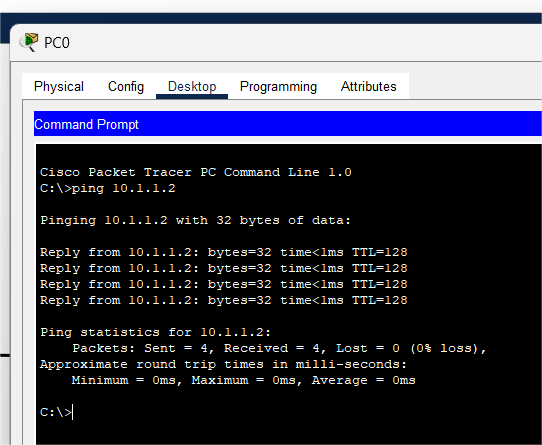 PC0
Physical Config Desktop Programming Attributes
Command Prompt
Cisco Packet Tracer PC Command Line 1.0
C:\>ping 10.1.1.2
Pinging 10.1.1.2 with 32 bytes of data:
Reply from 10.1.1.2: bytes=32 time<1ms TTL=128
Reply from 10.1.1.2: bytes=32 time<1ms TTL=128
Reply from 10.1.1.2: bytes=32 time<1ms TTL=128
Reply from 10.1.1.2: bytes=32 time<1ms TTL=128
Ping statistics for 10.1.1.2:
    Packets: Sent = 4, Received = 4, Lost = 0 (0% loss),
Approximate round trip times in milli-seconds:
    Minimum = 0ms, Maximum = 0ms, Average = 0ms
C:\>